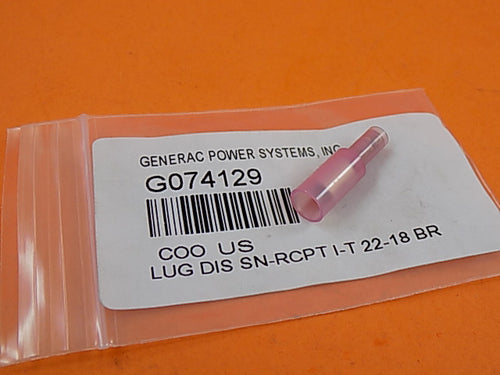 GENERAC POWER SYSTEMS, INC
G074129
COO US
LUG DIS SN-RCPT I-T 22-18 BR